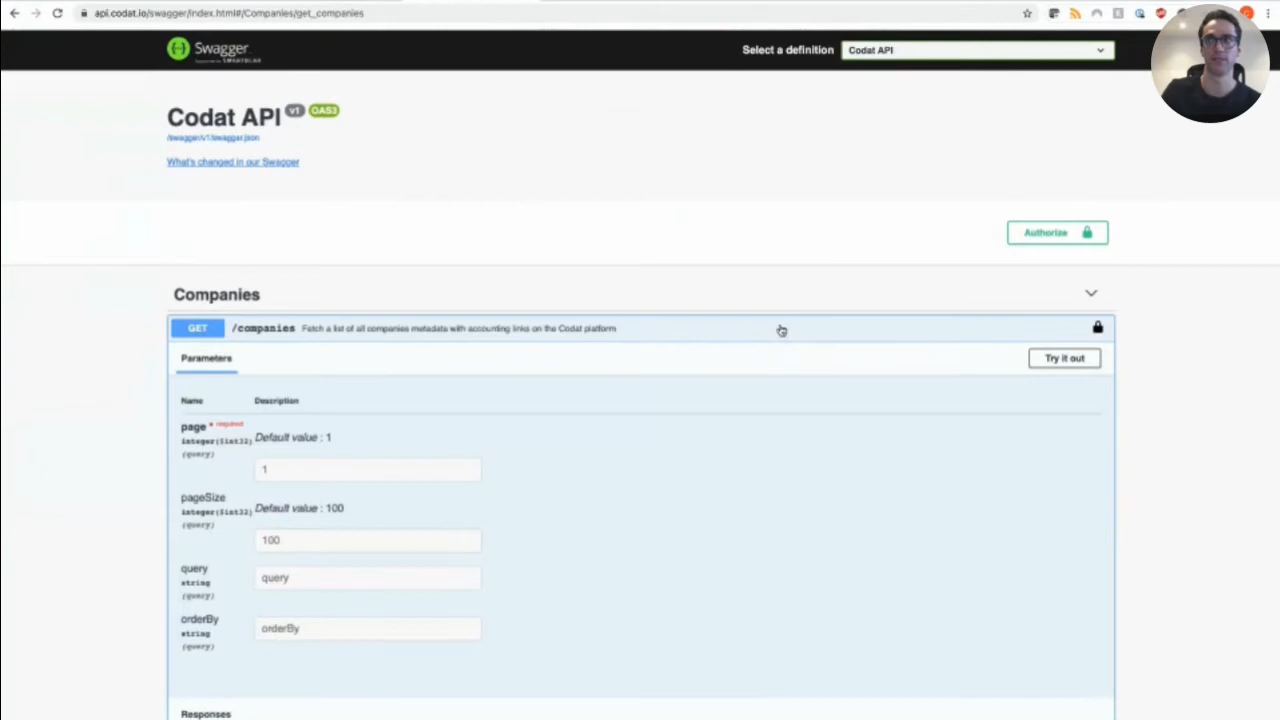 api.codat.io/swagger/index.html#/Companies/get_companies
Swagger
Supported by SMARTBEAR
Select a definition
Codat API
Codat API v1 OAS3
/swagger/v1/swagger.json
What's changed in our Swagger
Authorize
Companies
GET /companies Fetch a list of all companies metadata with accounting links on the Codat platform
Parameters
Try it out
Name Description
page * required
integer($int32)
(query)
Default value : 1
1
pageSize
integer($int32)
(query)
Default value : 100
100
query
string
(query)
query
orderBy
string
(query)
orderBy
Responses